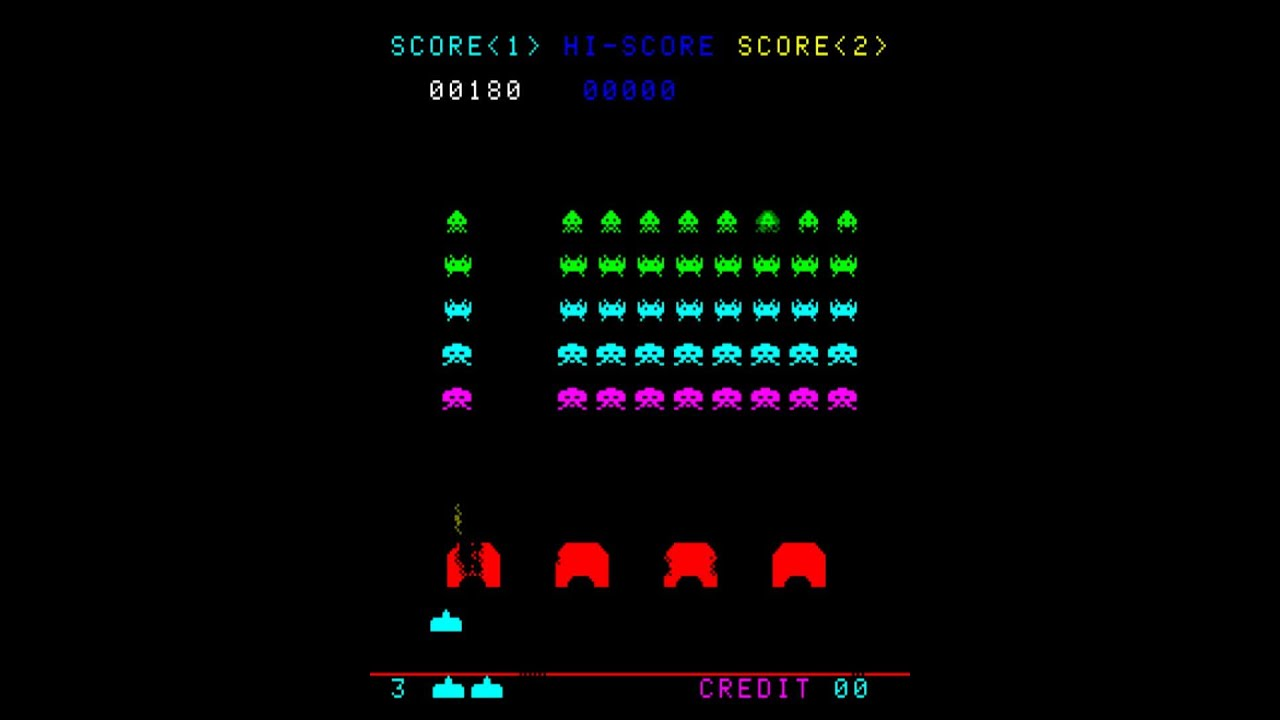 SCORE<1> HI-SCORE SCORE<2>
00180 00000
3 CREDIT 00